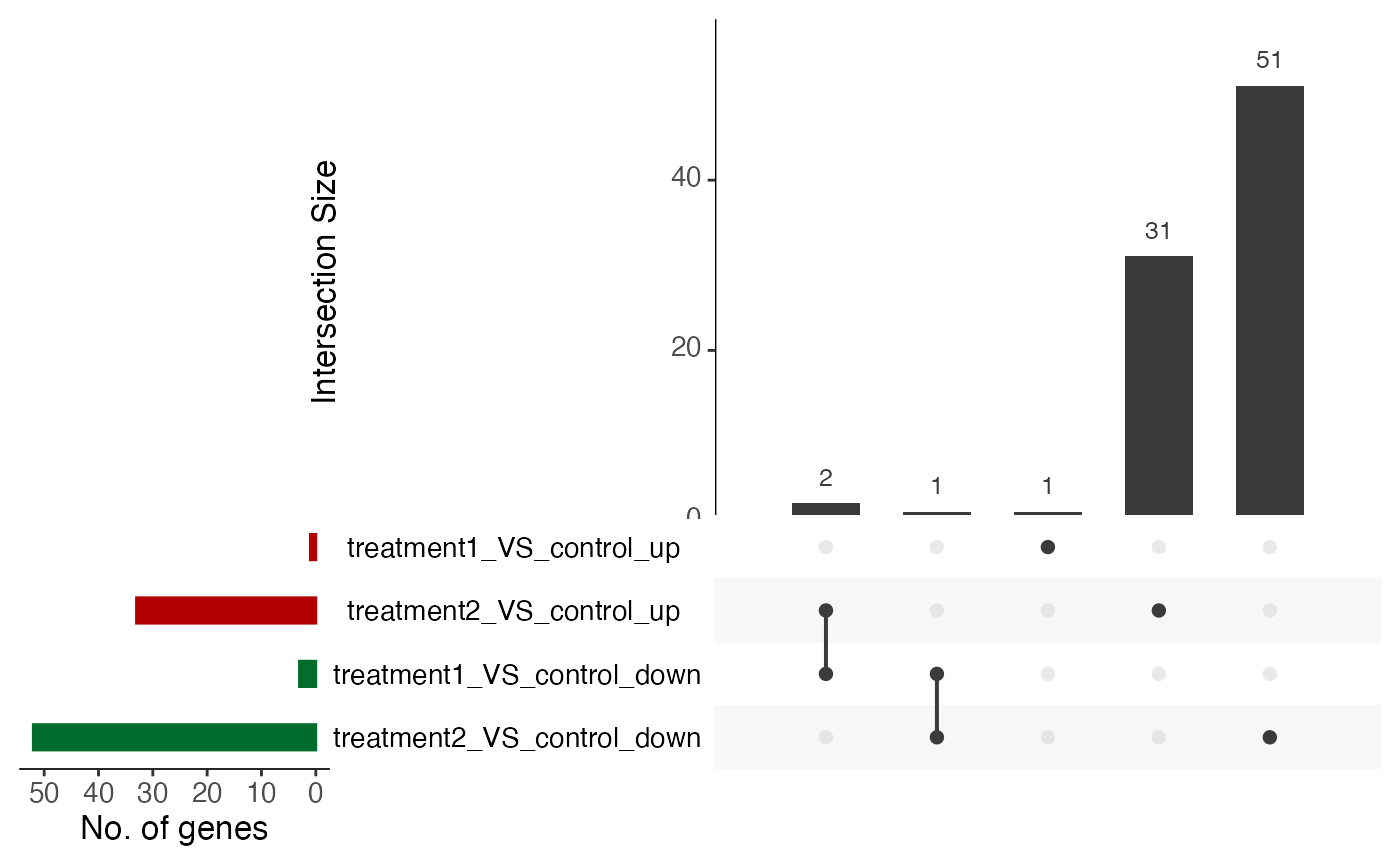 Intersection Size
51
40
31
20
2
1
1
0
treatment1_VS_control_up
treatment2_VS_control_up
treatment1_VS_control_down
treatment2_VS_control_down
50 40 30 20 10 0
No. of genes